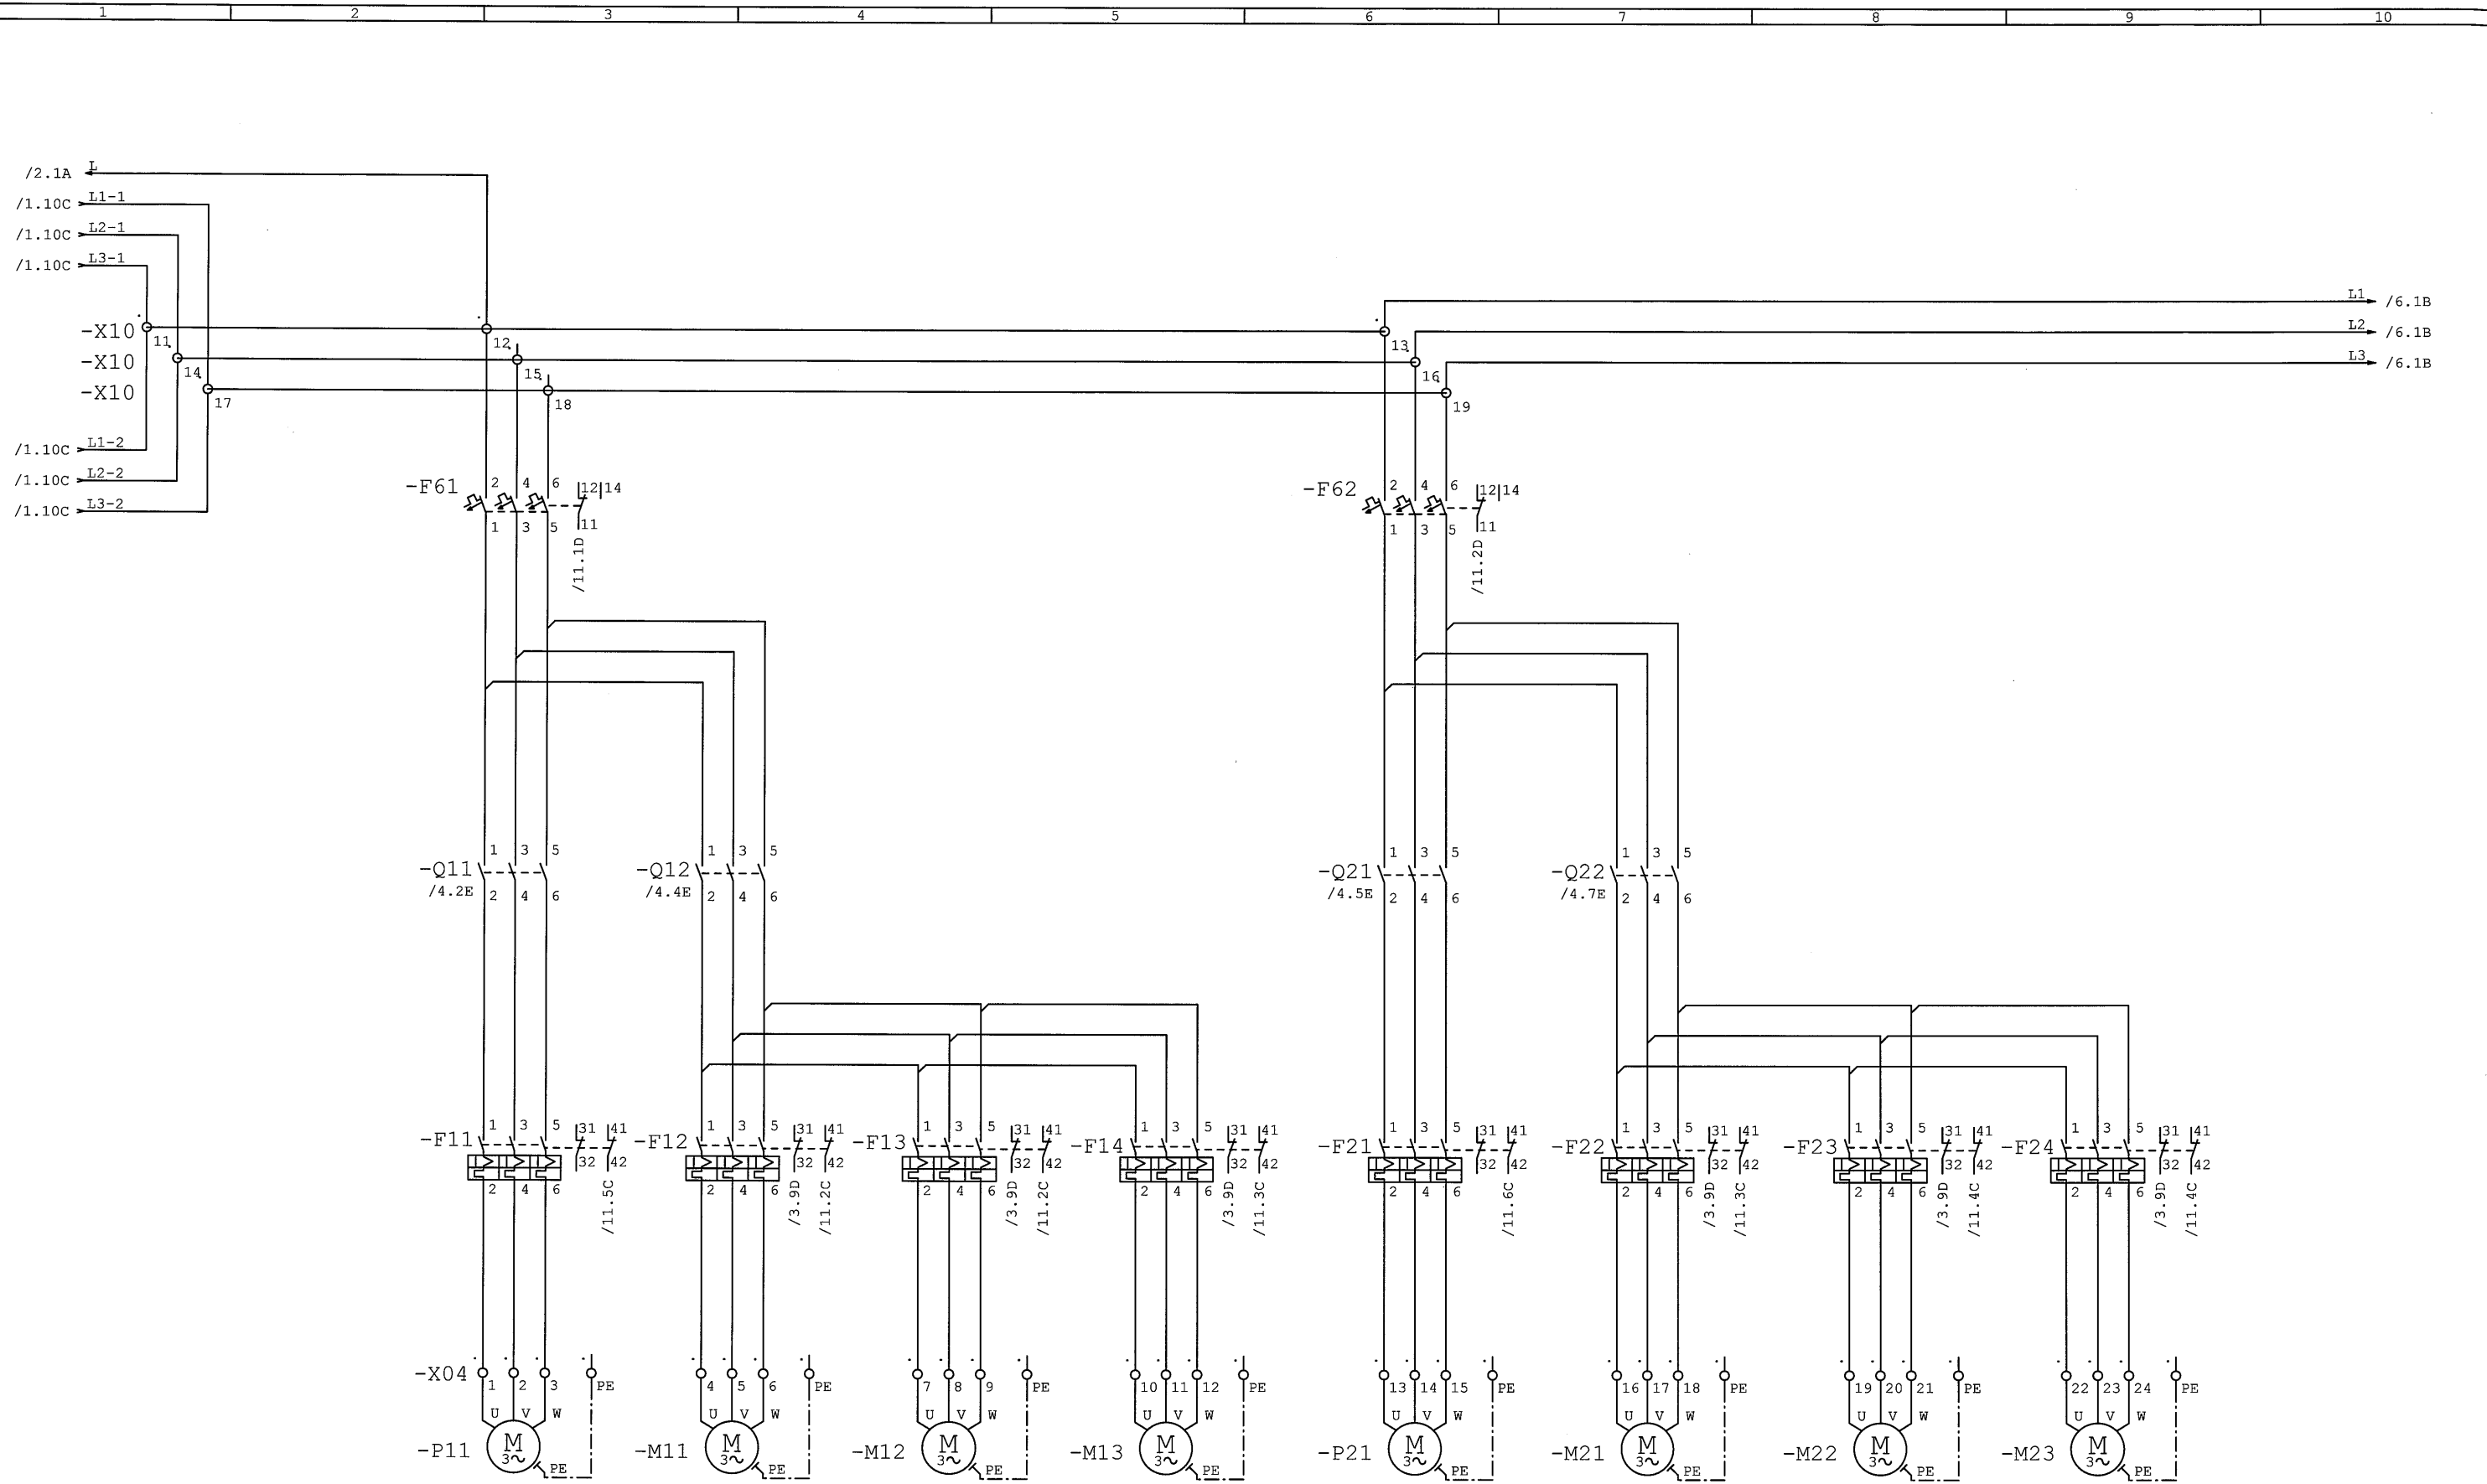 1 2 3 4 5 6 7 8 9 10
/2.1A L
/1.10C L1-1
/1.10C L2-1
/1.10C L3-1
L1 /6.1B
-X10 11 12 13 L2 /6.1B
-X10 14 15 16 L3 /6.1B
-X10 17 18 19
/1.10C L1-2
/1.10C L2-2
/1.10C L3-2
-F61 2 4 6 12 14 -F62 2 4 6 12 14
1 3 5 11 1 3 5 11
/11.1D /11.2D
1 3 5 1 3 5 1 3 5 1 3 5
-Q11 -Q12 -Q21 -Q22
/4.2E /4.4E /4.5E /4.7E
2 4 6 2 4 6 2 4 6 2 4 6
1 3 5 31 41 1 3 5 31 41 1 3 5 31 41 1 3 5 31 41 1 3 5 31 41 1 3 5 31 41 1 3 5 31 41 1 3 5 31 41
-F11 -F12 -F13 -F14 -F21 -F22 -F23 -F24
32 42 32 42 32 42 32 42 32 42 32 42 32 42 32 42
2 4 6 2 4 6 2 4 6 2 4 6 2 4 6 2 4 6 2 4 6 2 4 6
/11.5C /3.9D /11.2C /3.9D /11.2C /3.9D /11.3C /11.6C /3.9D /11.3C /3.9D /11.4C /3.9D /11.4C
-X04 1 2 3 PE 4 5 6 PE 7 8 9 PE 10 11 12 PE 13 14 15 PE 16 17 18 PE 19 20 21 PE 22 23 24 PE
U V W U V W U V W U V W U V W U V W U V W U V W
-P11 M 3~ PE -M11 M 3~ PE -M12 M 3~ PE -M13 M 3~ PE -P21 M 3~ PE -M21 M 3~ PE -M22 M 3~ PE -M23 M 3~ PE